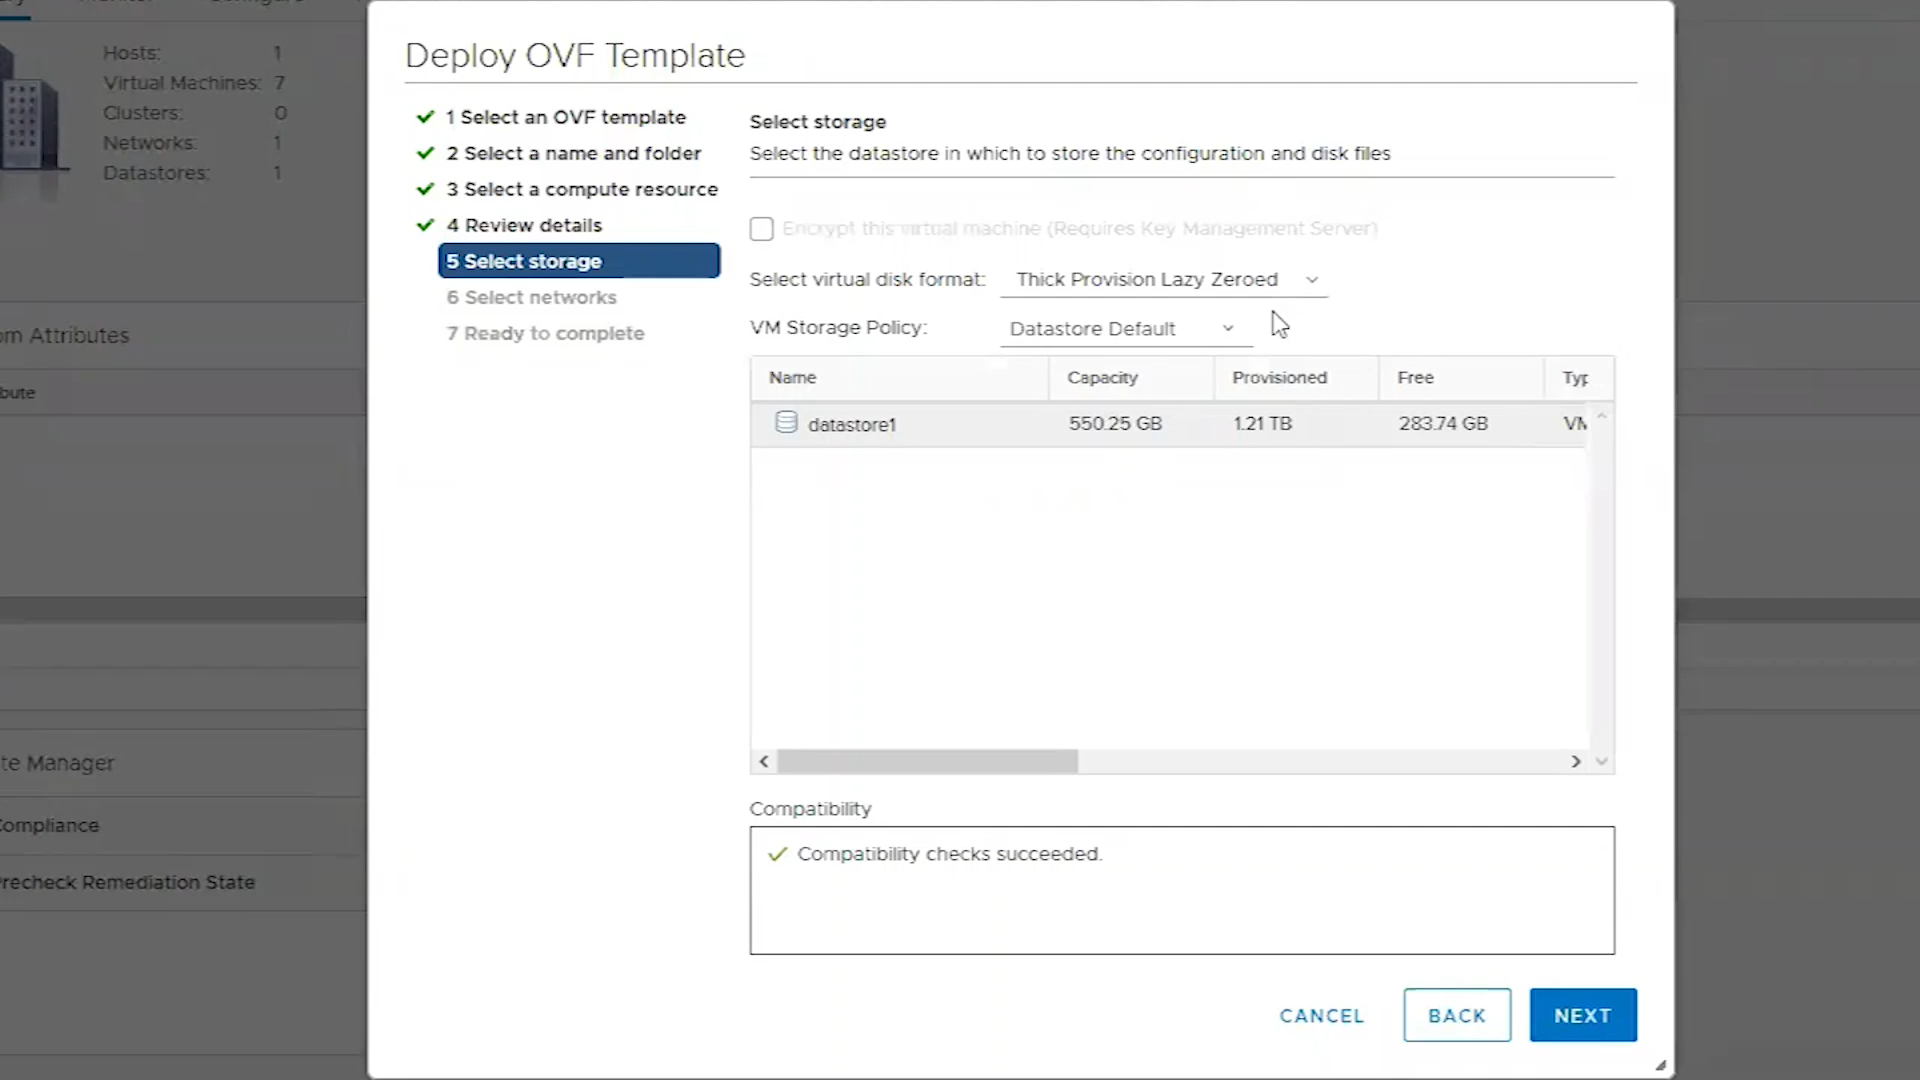 Hosts: 1
Virtual Machines: 7
Clusters: 0
Networks: 1
Datastores: 1
om Attributes
bute
te Manager
Compliance
Precheck Remediation State
Deploy OVF Template
1 Select an OVF template
2 Select a name and folder
3 Select a compute resource
4 Review details
5 Select storage
6 Select networks
7 Ready to complete
Select storage
Select the datastore in which to store the configuration and disk files
Encrypt this virtual machine (Requires Key Management Server)
Select virtual disk format: Thick Provision Lazy Zeroed
VM Storage Policy: Datastore Default
Name Capacity Provisioned Free Typ
datastore1 550.25 GB 1.21 TB 283.74 GB VM
Compatibility
Compatibility checks succeeded.
CANCEL BACK NEXT